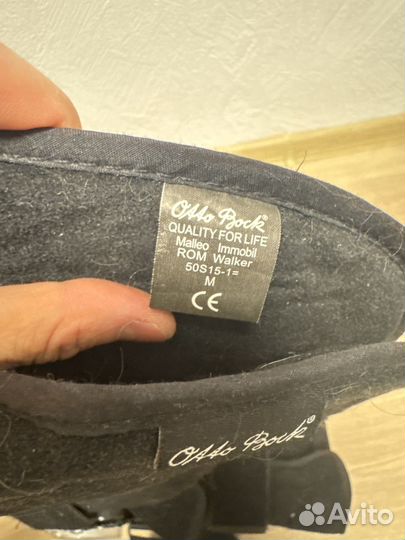 Otto Bock®
QUALITY FOR LIFE
Malleo Immobil
ROM Walker
50S15-1=
M
CE
Otto Bock®
Avito